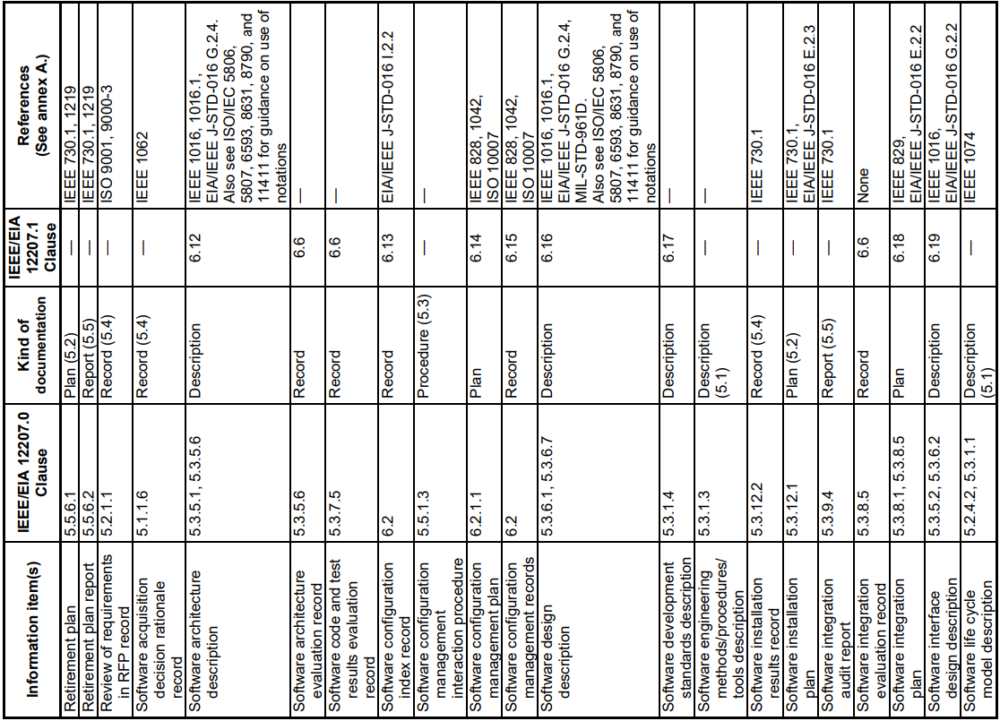 Information item(s)
IEEE/EIA 12207.0
Clause
Kind of
documentation
IEEE/EIA
12207.1
Clause
References
(See annex A.)
Retirement plan
5.5.6.1
Plan (5.2)
—
IEEE 730.1, 1219
Retirement plan report
5.5.6.2
Report (5.5)
—
IEEE 730.1, 1219
Review of requirements
in RFP record
5.2.1.1
Record (5.4)
—
ISO 9001, 9000-3
Software acquisition
decision rationale
record
5.1.1.6
Record (5.4)
—
IEEE 1062
Software architecture
description
5.3.5.1, 5.3.5.6
Description
6.12
IEEE 1016, 1016.1,
EIA/IEEE J-STD-016 G.2.4.
Also see ISO/IEC 5806,
5807, 6593, 8631, 8790, and
11411 for guidance on use of
notations
Software architecture
evaluation record
5.3.5.6
Record
6.6
—
Software code and test
results evaluation
record
5.3.7.5
Record
6.6
—
Software configuration
index record
6.2
Record
6.13
EIA/IEEE J-STD-016 I.2.2
Software configuration
management
interaction procedure
5.5.1.3
Procedure (5.3)
—
—
Software configuration
management plan
6.2.1.1
Plan
6.14
IEEE 828, 1042,
ISO 10007
Software configuration
management records
6.2
Record
6.15
IEEE 828, 1042,
ISO 10007
Software design
description
5.3.6.1, 5.3.6.7
Description
6.16
IEEE 1016, 1016.1,
EIA/IEEE J-STD-016 G.2.4,
MIL-STD-961D.
Also see ISO/IEC 5806,
5807, 6593, 8631, 8790, and
11411 for guidance on use of
notations
Software development
standards description
5.3.1.4
Description
6.17
—
Software engineering
methods/procedures/
tools description
5.3.1.3
Description
(5.1)
—
—
Software installation
results record
5.3.12.2
Record (5.4)
—
IEEE 730.1
Software installation
plan
5.3.12.1
Plan (5.2)
—
IEEE 730.1,
EIA/IEEE J-STD-016 E.2.3
Software integration
audit report
5.3.9.4
Report (5.5)
—
IEEE 730.1
Software integration
evaluation record
5.3.8.5
Record
6.6
None
Software integration
plan
5.3.8.1, 5.3.8.5
Plan
6.18
IEEE 829,
EIA/IEEE J-STD-016 E.2.2
Software interface
design description
5.3.5.2, 5.3.6.2
Description
6.19
IEEE 1016,
EIA/IEEE J-STD-016 G.2.2
Software life cycle
model description
5.2.4.2, 5.3.1.1
Description
(5.1)
—
IEEE 1074